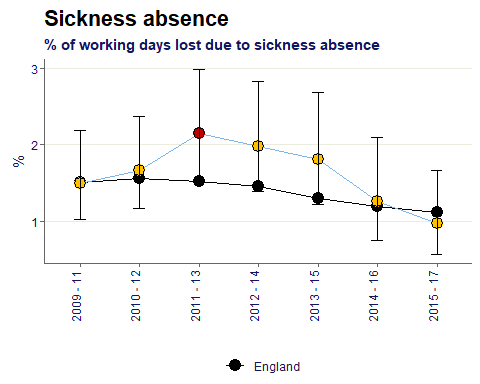 Sickness absence
% of working days lost due to sickness absence
3
2
1
%
2009 - 11
2010 - 12
2011 - 13
2012 - 14
2013 - 15
2014 - 16
2015 - 17
England